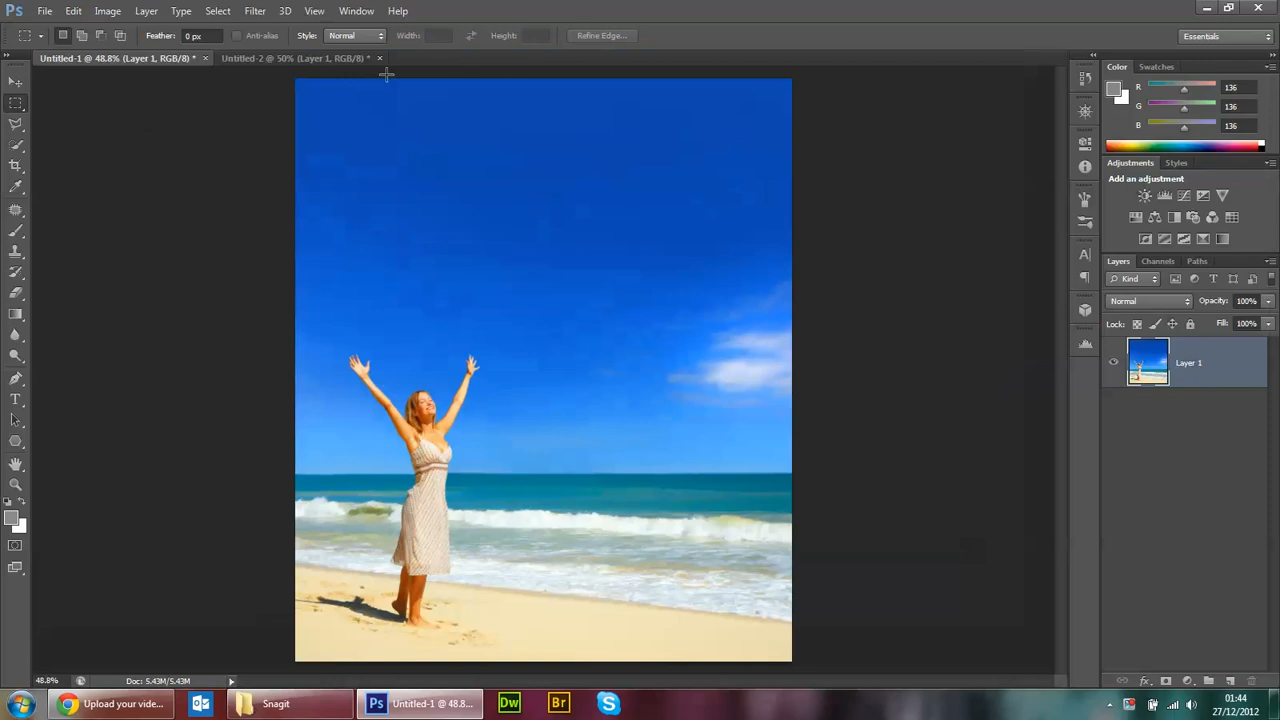 Ps File Edit Image Layer Type Select Filter 3D View Window Help
Feather: 0 px Anti-alias Style: Normal Width: Height: Refine Edge... Essentials
Untitled-1 @ 48.8% (Layer 1, RGB/8) * × Untitled-2 @ 50% (Layer 1, RGB/8) * ×
Color Swatches
R 136
G 136
B 136
Adjustments Styles
Add an adjustment
Layers Channels Paths
Kind
Normal Opacity: 100%
Lock: Fill: 100%
Layer 1
48.8% Doc: 5.43M/5.43M
Upload your vide... Snagit Ps Untitled-1 @ 48.8... Dw Br
01:44
27/12/2012